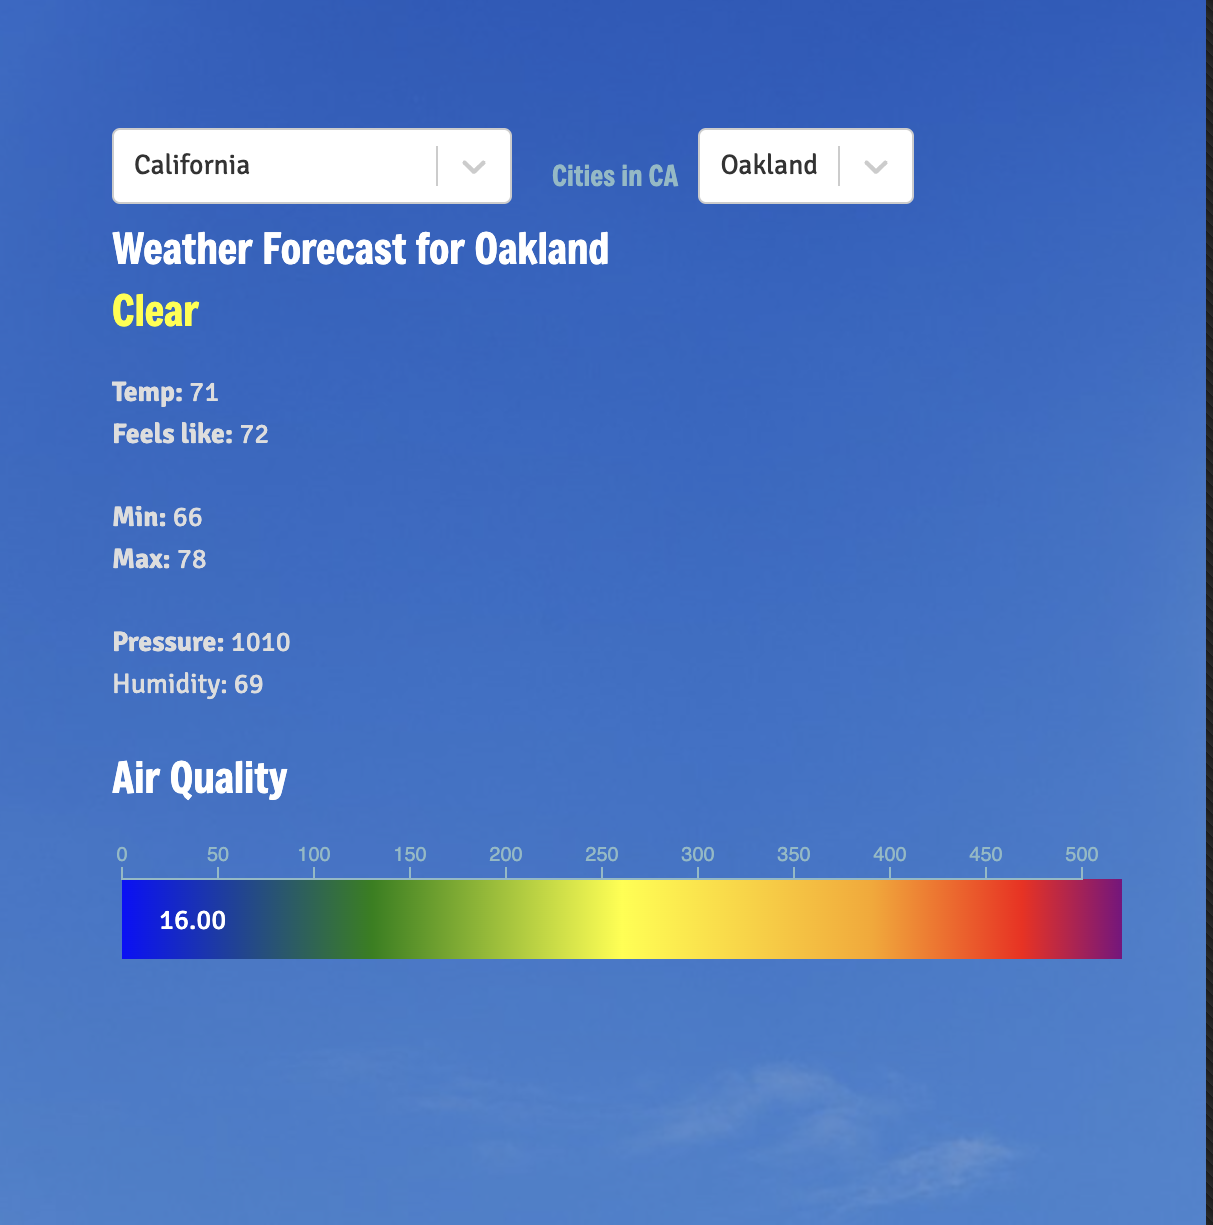 California
Cities in CA
Oakland
Weather Forecast for Oakland
Clear
Temp: 71
Feels like: 72
Min: 66
Max: 78
Pressure: 1010
Humidity: 69
Air Quality
0 50 100 150 200 250 300 350 400 450 500
16.00